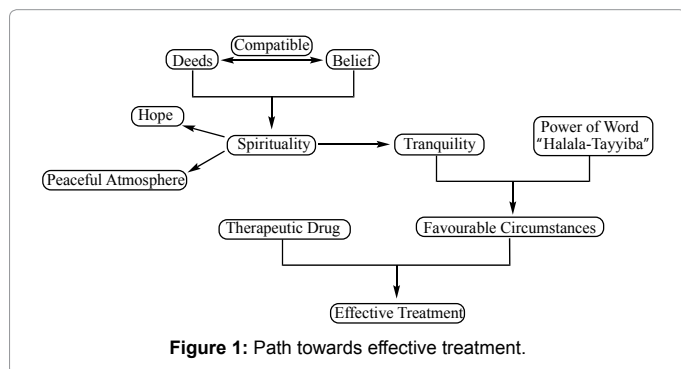 Compatible
Deeds
Belief
Hope
Spirituality
Tranquility
Power of Word
“Halala-Tayyiba”
Peaceful Atmosphere
Therapeutic Drug
Favourable Circumstances
Effective Treatment
Figure 1: Path towards effective treatment.